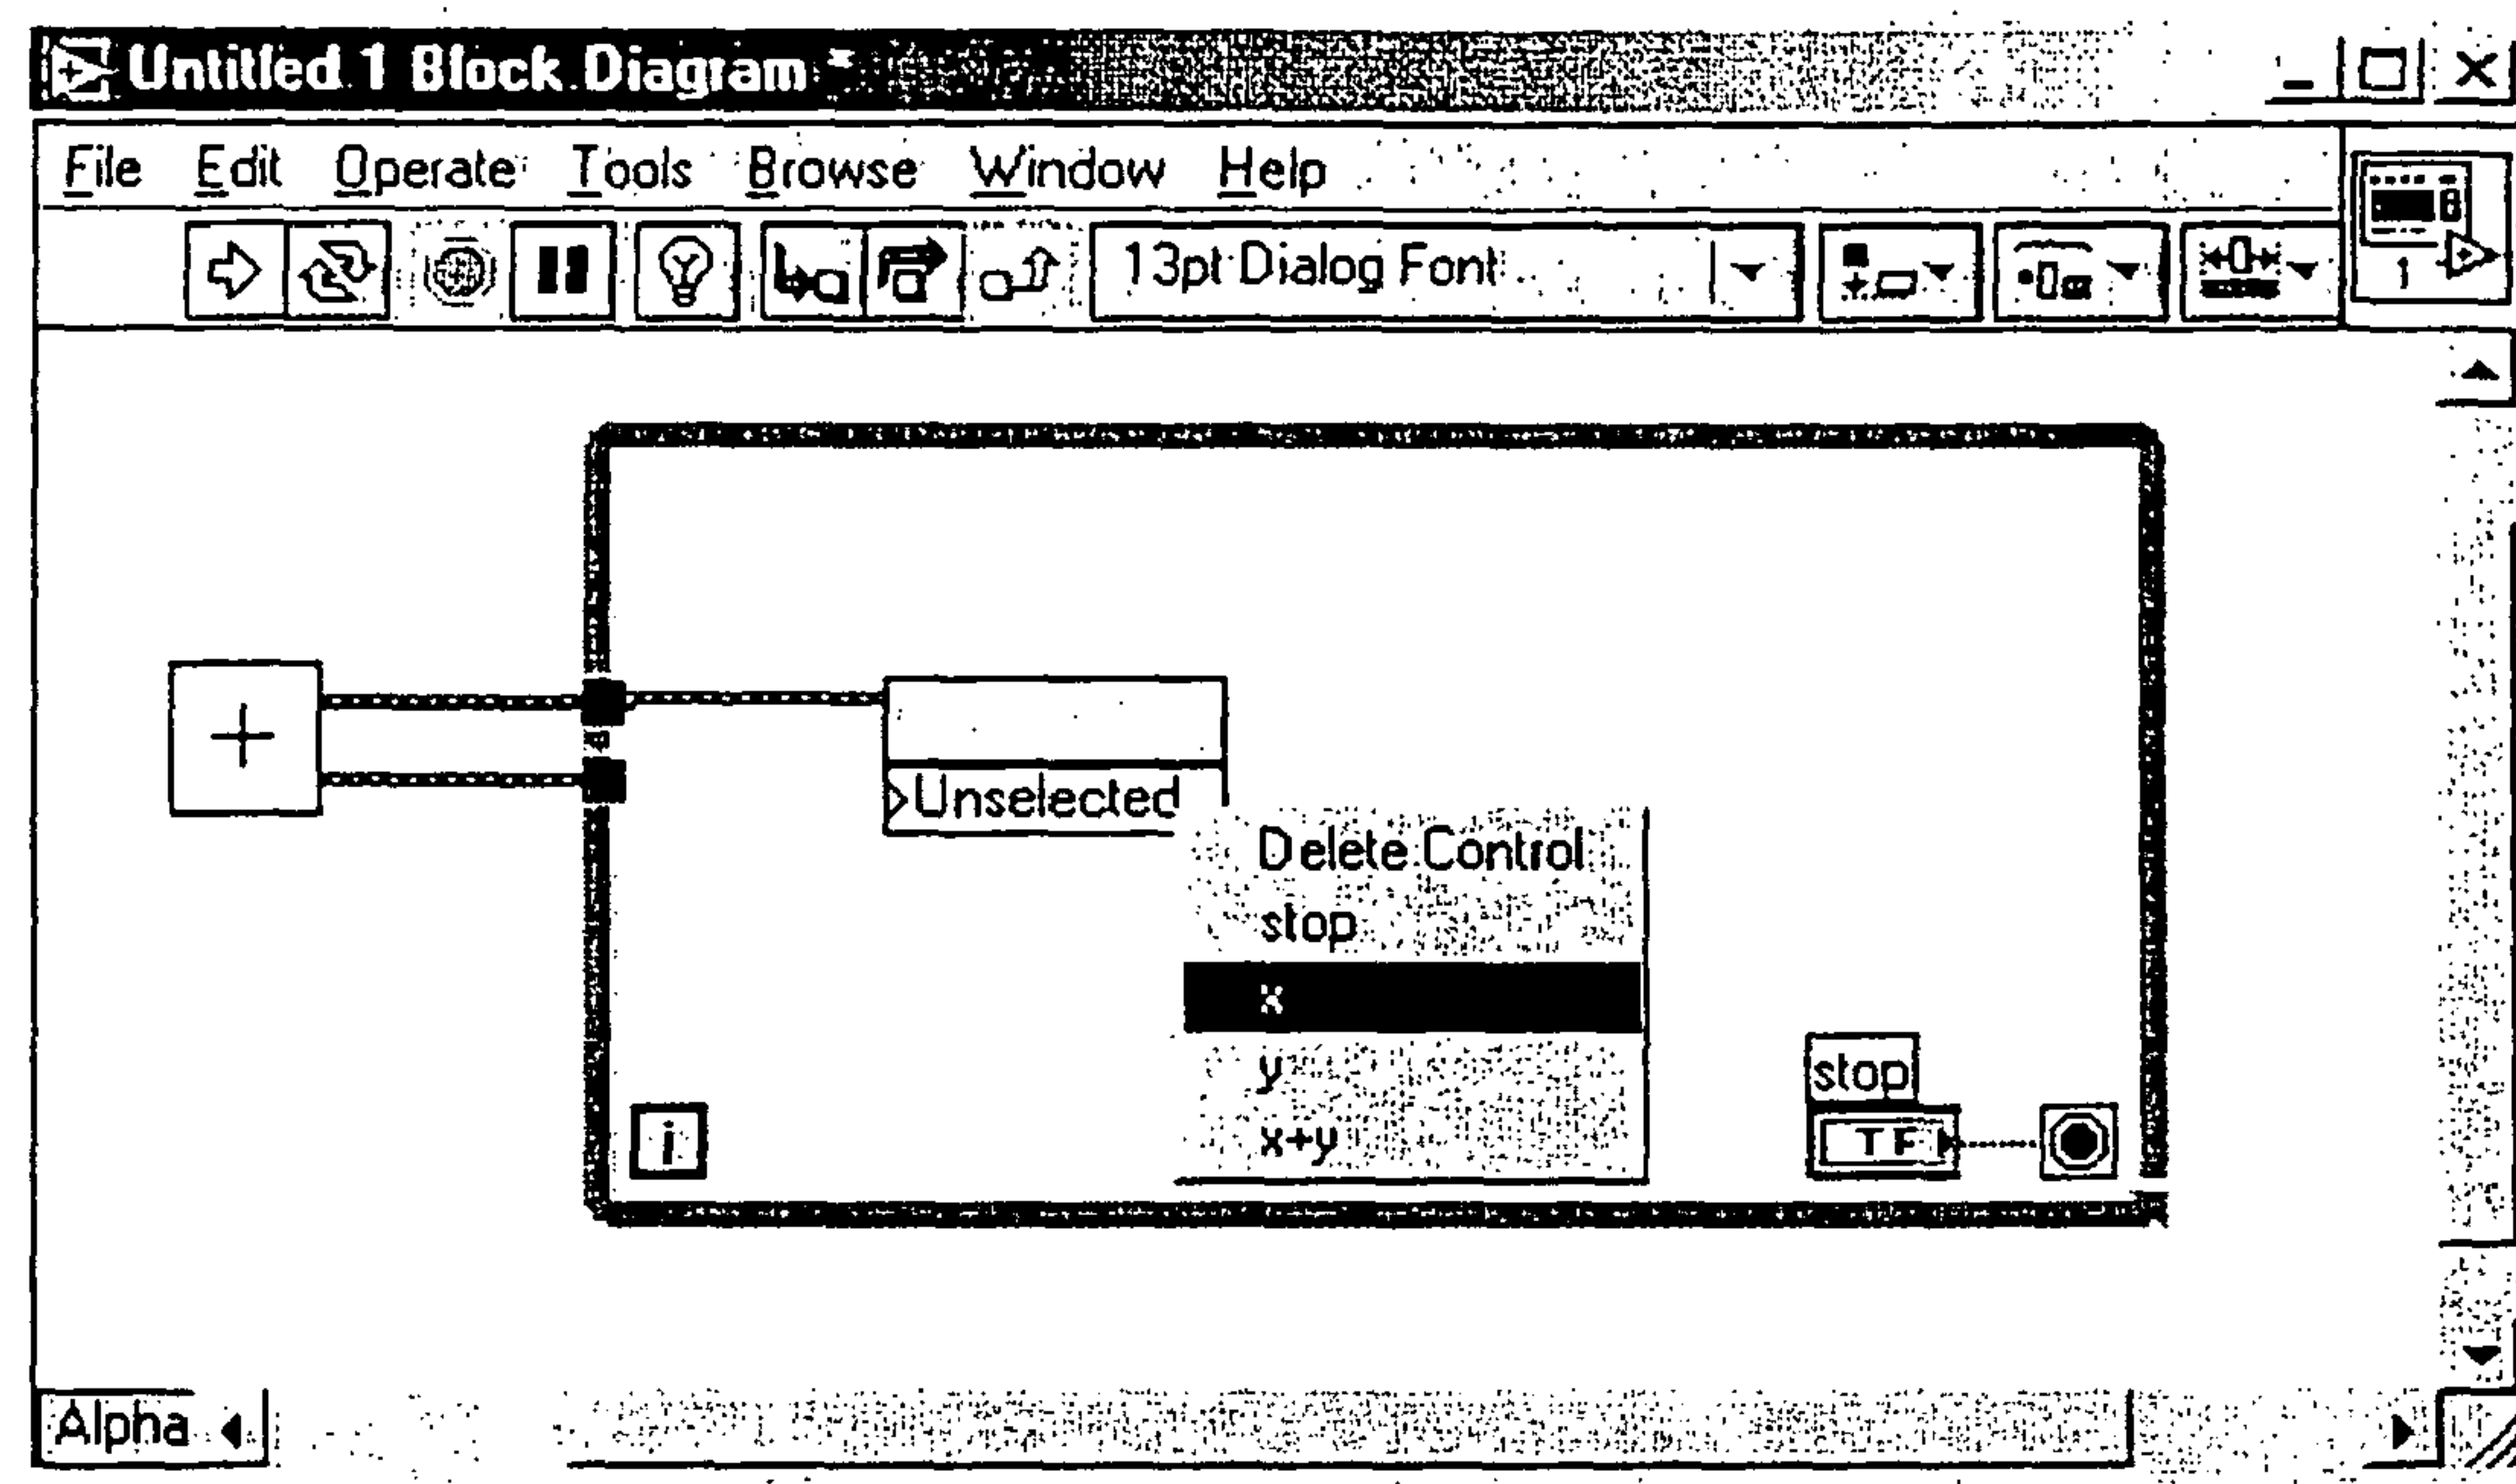 Untitled 1 Block Diagram *
File Edit Operate Tools Browse Window Help
13pt Dialog Font
1
Unselected
Delete Control
stop
x
y
x+y
stop
i
TF
Alpha